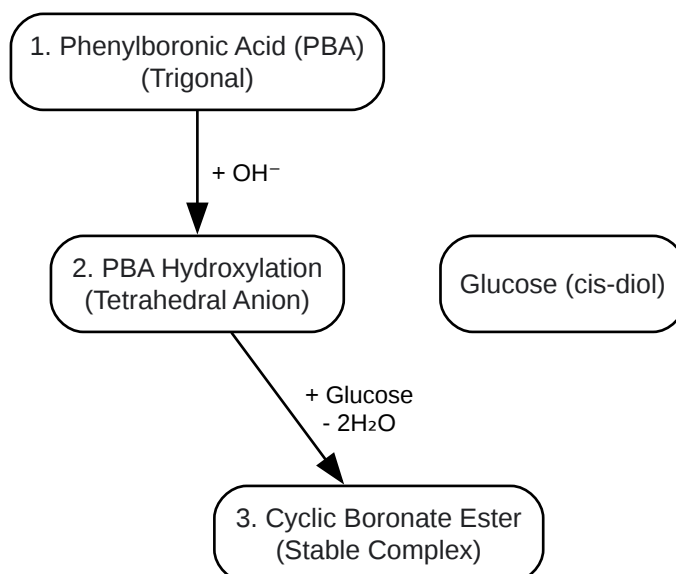 1. Phenylboronic Acid (PBA)
(Trigonal)
+ OH⁻
2. PBA Hydroxylation
(Tetrahedral Anion)
Glucose (cis-diol)
+ Glucose
- 2H₂O
3. Cyclic Boronate Ester
(Stable Complex)